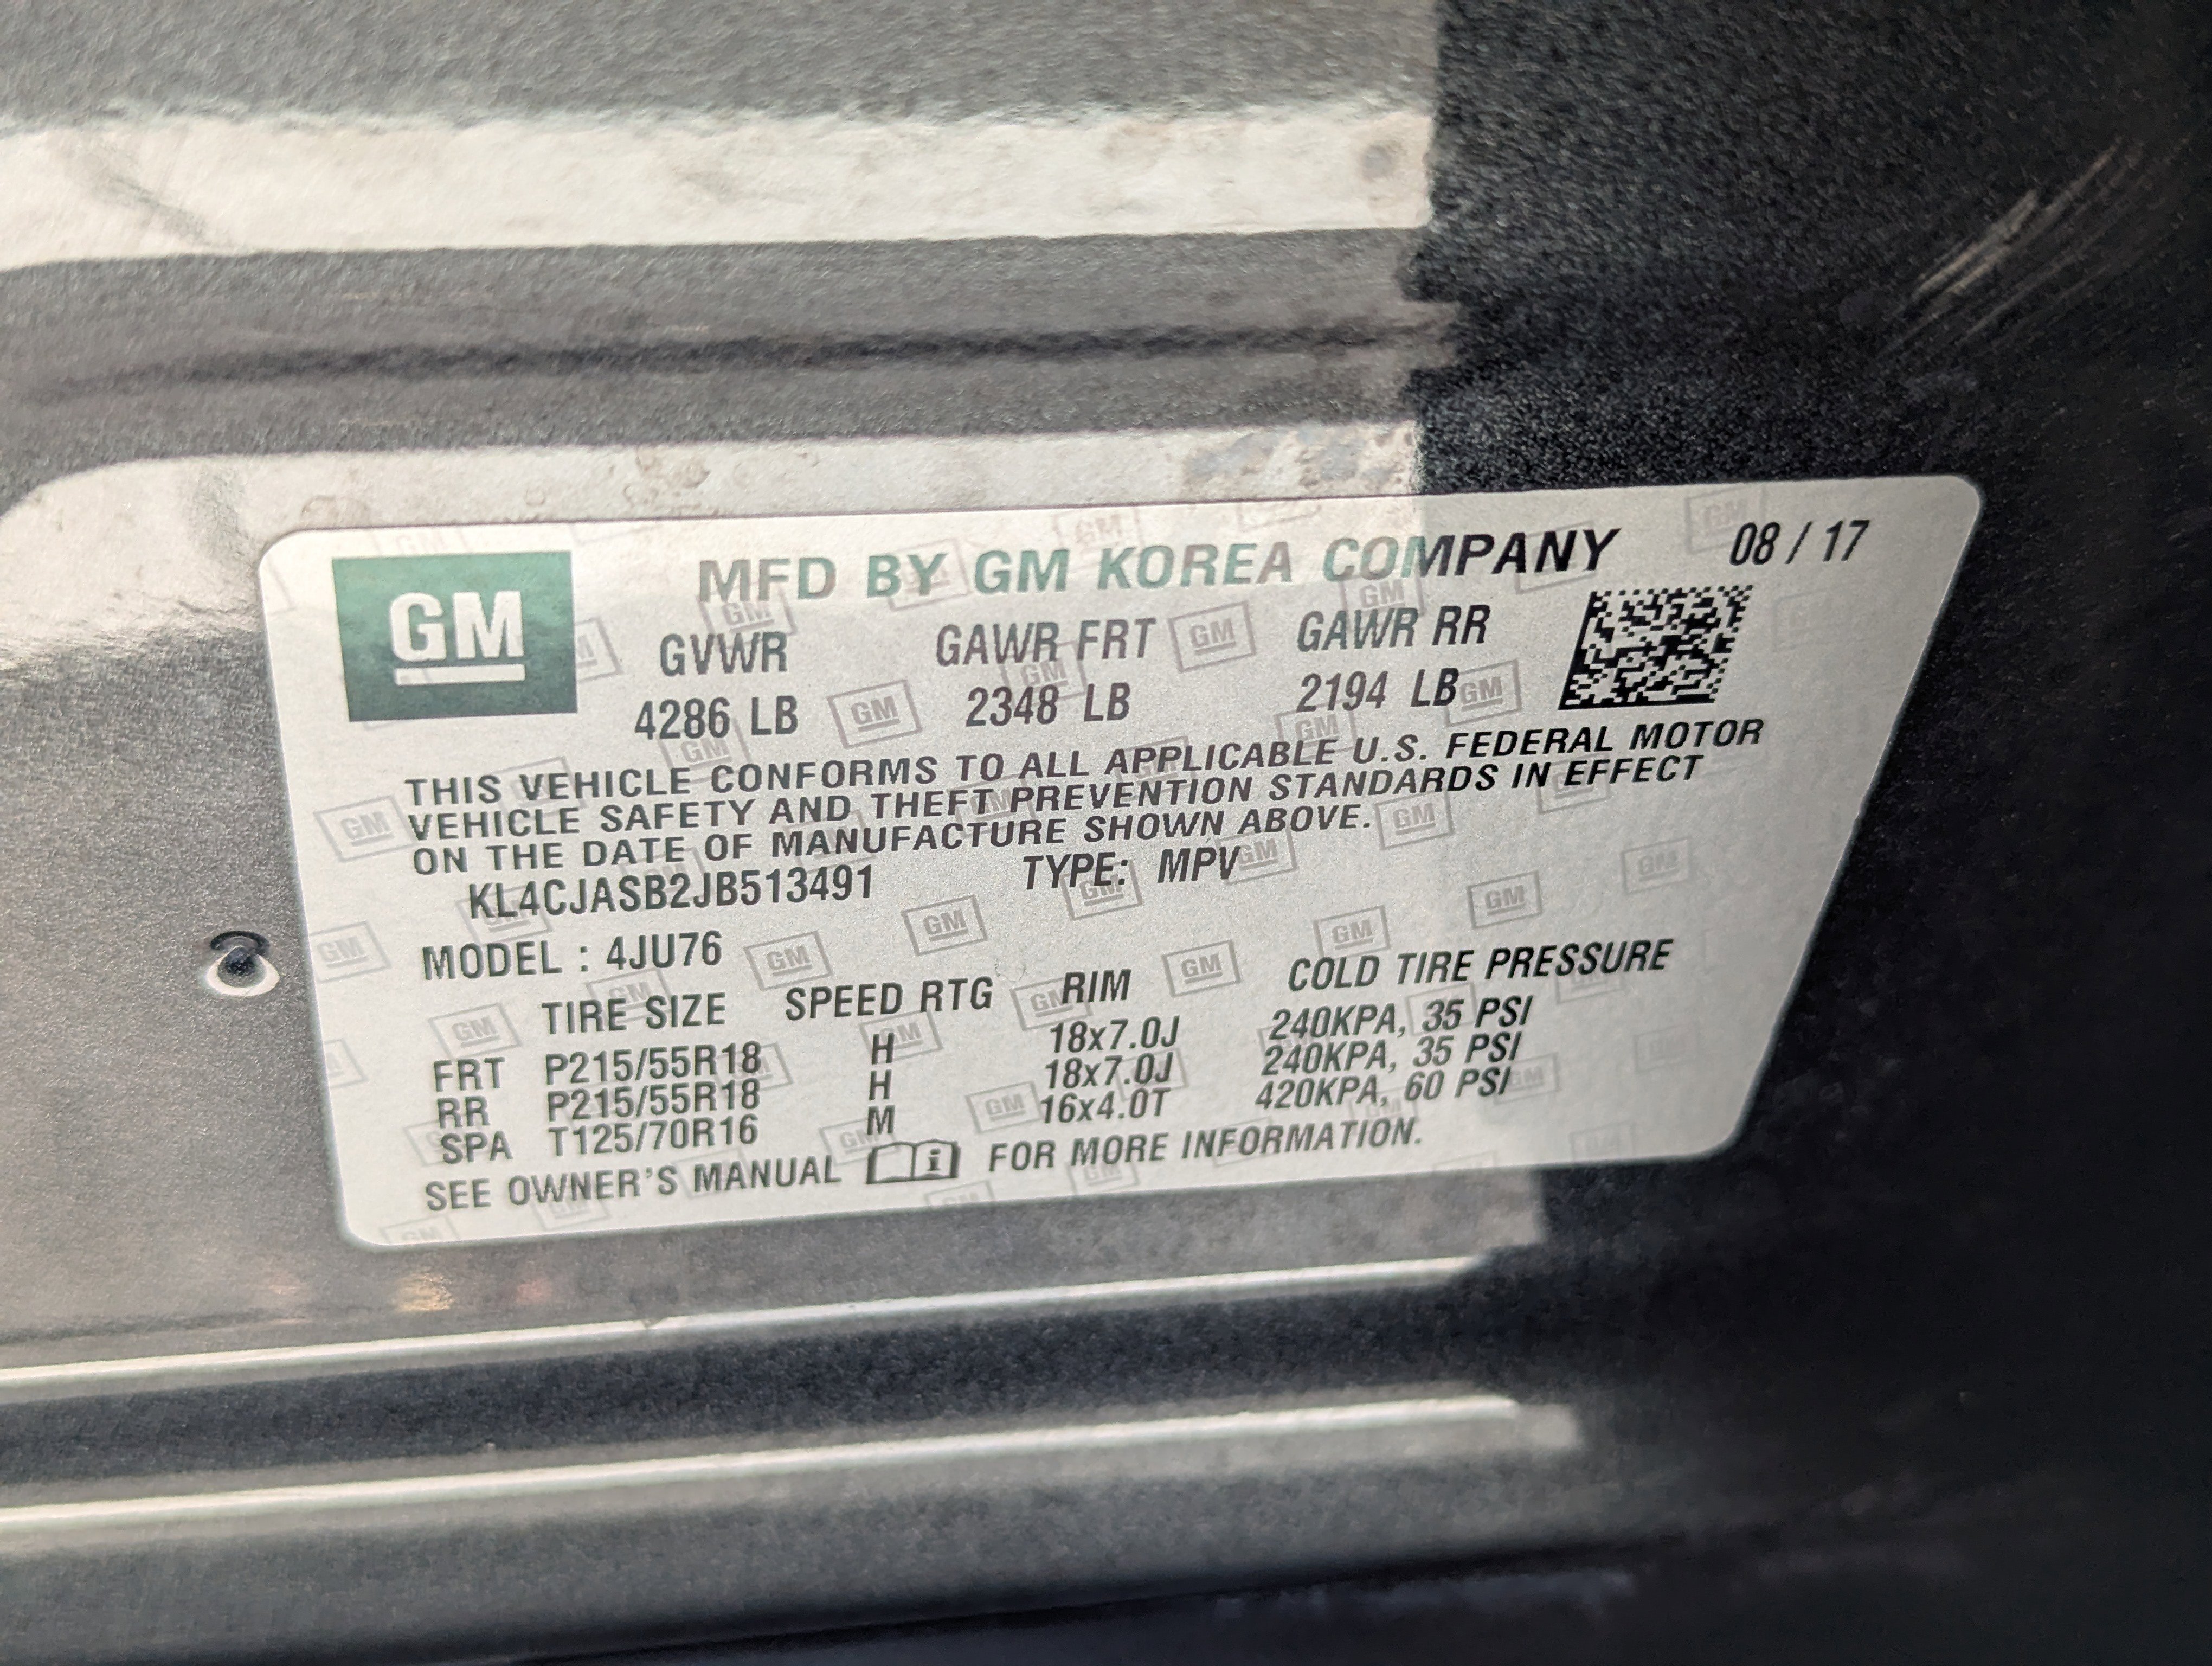 GM
MFD BY GM KOREA COMPANY 08 / 17
GVWR GAWR FRT GAWR RR
4286 LB 2348 LB 2194 LB
THIS VEHICLE CONFORMS TO ALL APPLICABLE U.S. FEDERAL MOTOR
VEHICLE SAFETY AND THEFT PREVENTION STANDARDS IN EFFECT
ON THE DATE OF MANUFACTURE SHOWN ABOVE.
KL4CJASB2JB513491 TYPE: MPV
MODEL : 4JU76
TIRE SIZE SPEED RTG RIM COLD TIRE PRESSURE
FRT P215/55R18 H 18x7.0J 240KPA, 35 PSI
RR P215/55R18 H 18x7.0J 240KPA, 35 PSI
SPA T125/70R16 M 16x4.0T 420KPA, 60 PSI
SEE OWNER'S MANUAL FOR MORE INFORMATION.